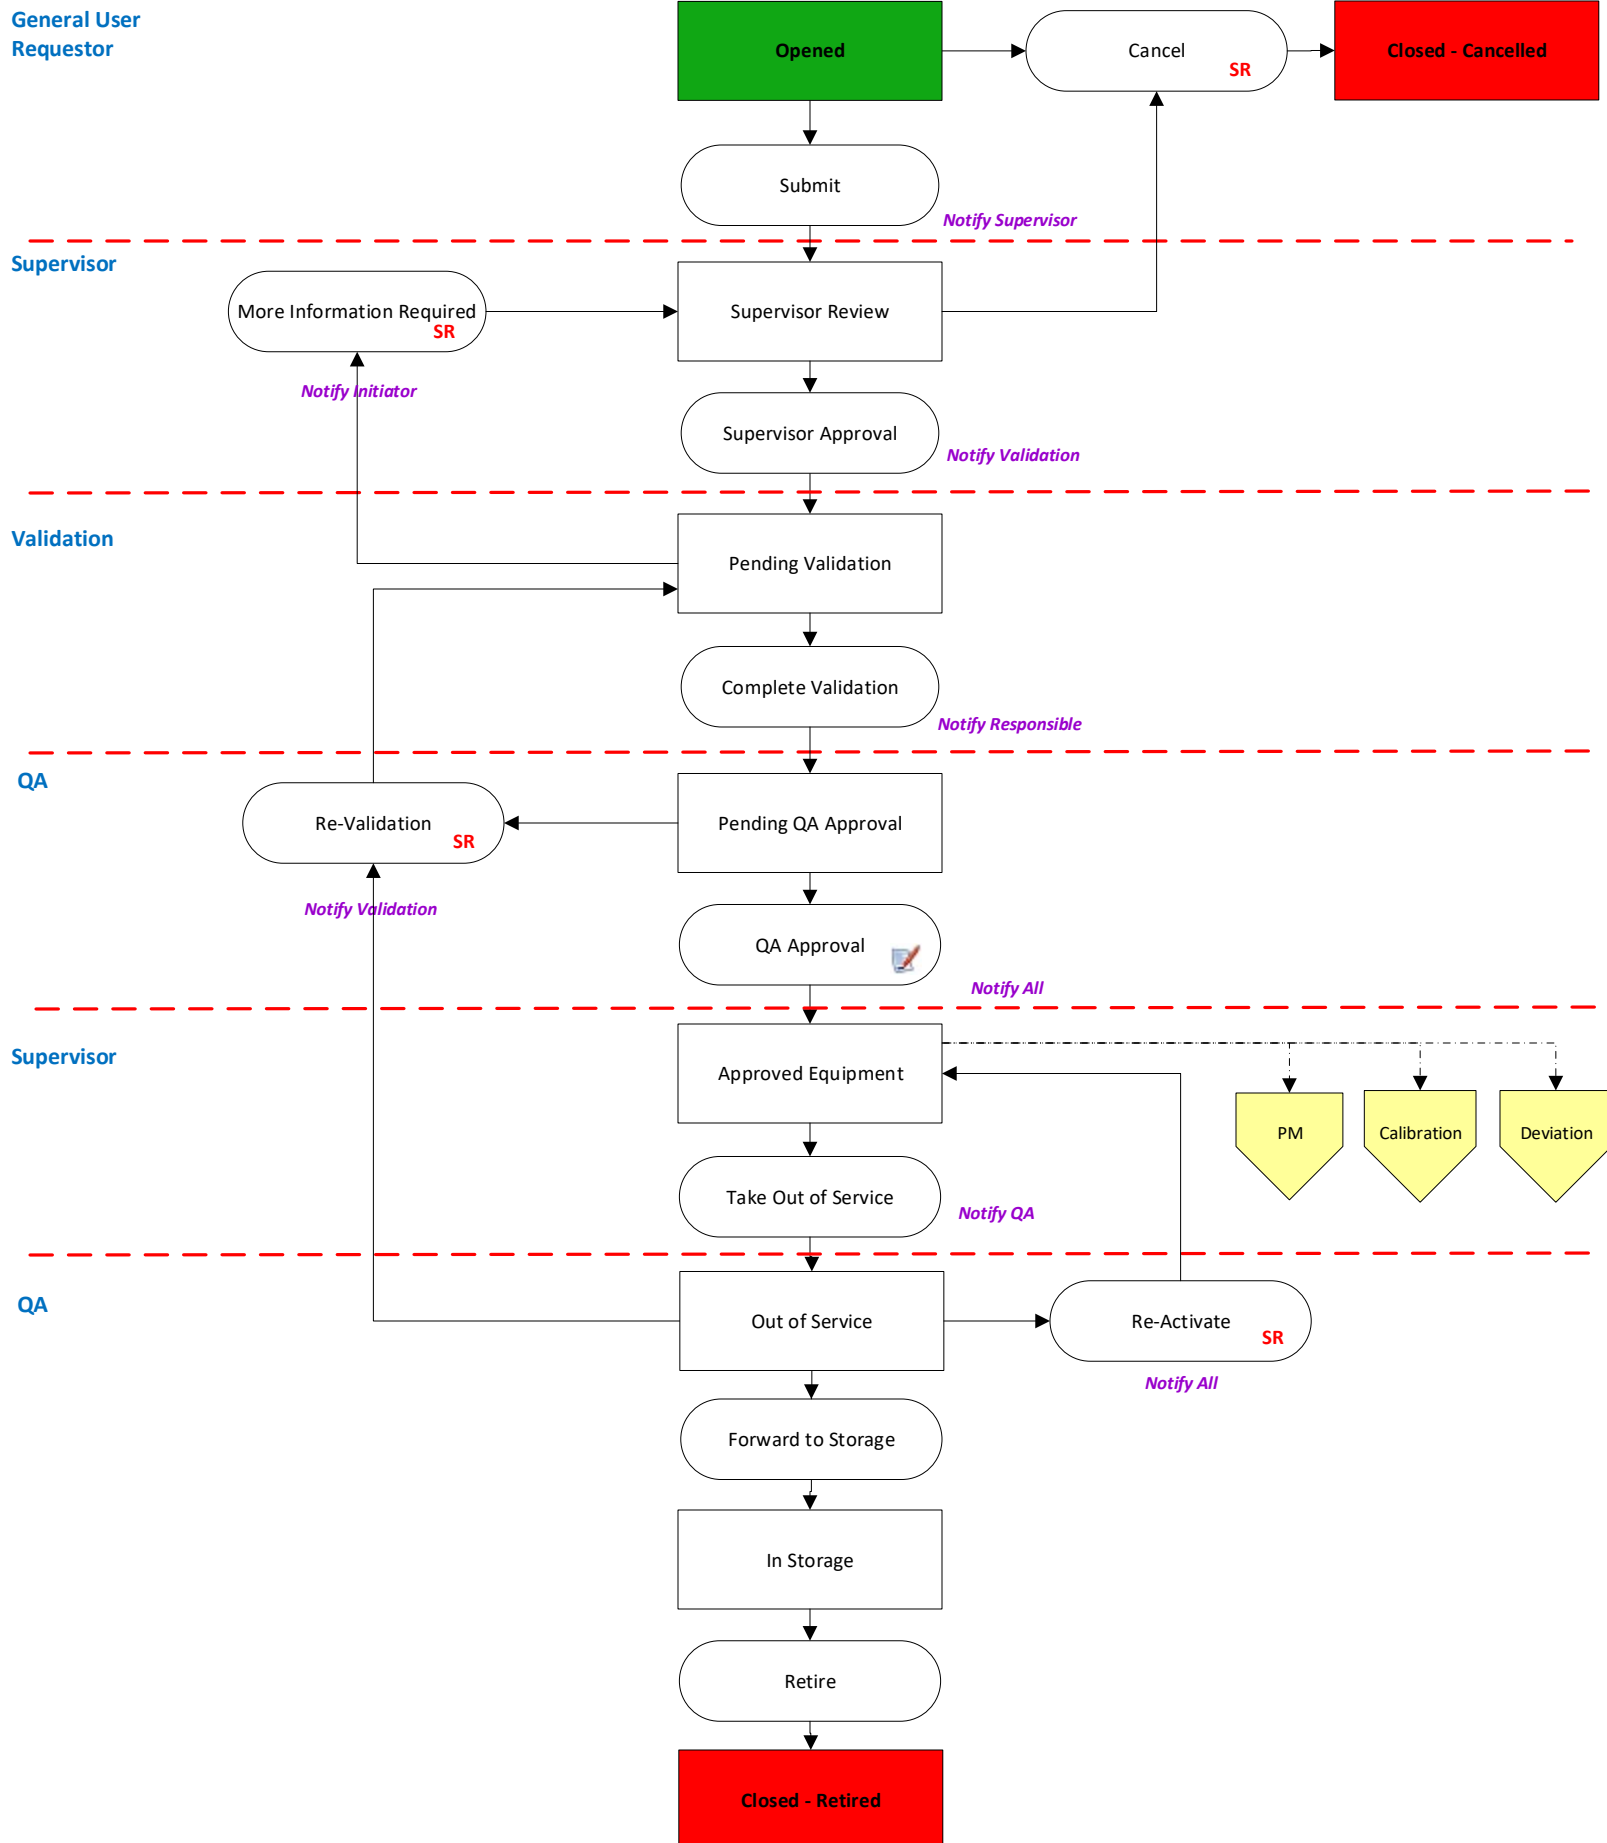 General User
Requestor
Opened
Cancel
SR
Closed - Cancelled
Submit
Notify Supervisor
Supervisor
More Information Required
SR
Supervisor Review
Notify Initiator
Supervisor Approval
Notify Validation
Validation
Pending Validation
Complete Validation
Notify Responsible
QA
Re-Validation
SR
Pending QA Approval
Notify Validation
QA Approval
Notify All
Supervisor
Approved Equipment
PM
Calibration
Deviation
Take Out of Service
Notify QA
QA
Out of Service
Re-Activate
SR
Notify All
Forward to Storage
In Storage
Retire
Closed - Retired